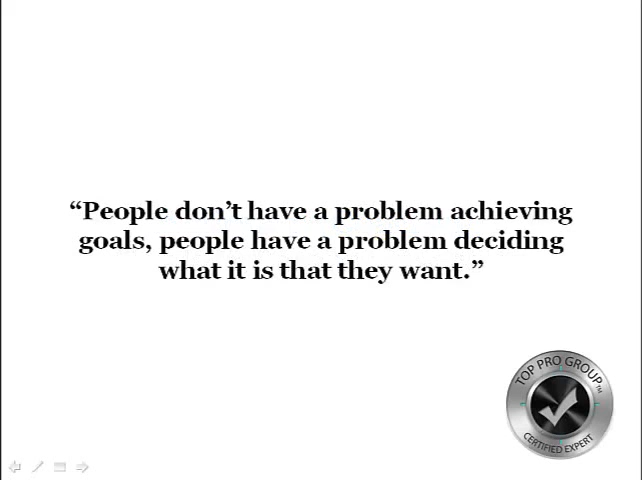 “People don’t have a problem achieving
goals, people have a problem deciding
what it is that they want.”
TOP PRO GROUP™
CERTIFIED EXPERT